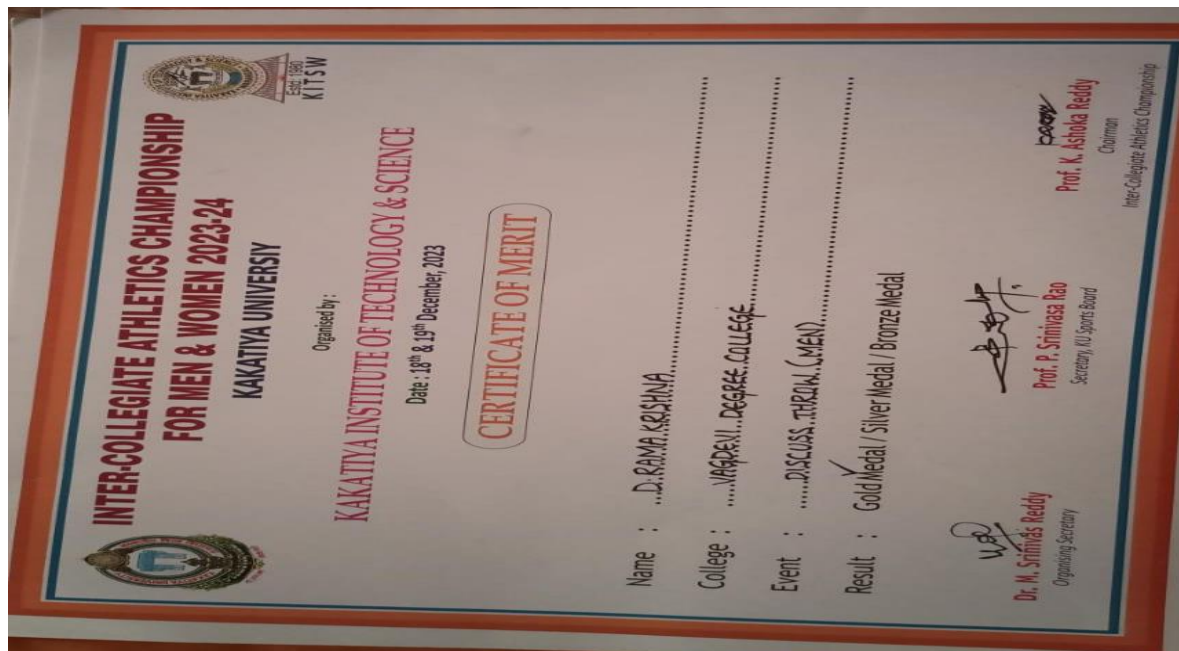 INTER-COLLEGIATE ATHLETICS CHAMPIONSHIP
FOR MEN & WOMEN 2023-24
KAKATIYA UNIVERSIY
Estd: 1980
KITSW
Organised by :
KAKATIYA INSTITUTE OF TECHNOLOGY & SCIENCE
Date : 18th & 19th December, 2023
CERTIFICATE OF MERIT
Name : D. RAMA KRISHNA
College : VAGDEVI DEGREE COLLEGE
Event : DISCUSS THROW (MEN)
Result : Gold Medal / Silver Medal / Bronze Medal
Dr. M. Srinivas Reddy
Organising Secretary
Prof. P. Srinivasa Rao
Secretary, KU Sports Board
Prof. K. Ashoka Reddy
Chairman
Inter-Collegiate Athletics Championship